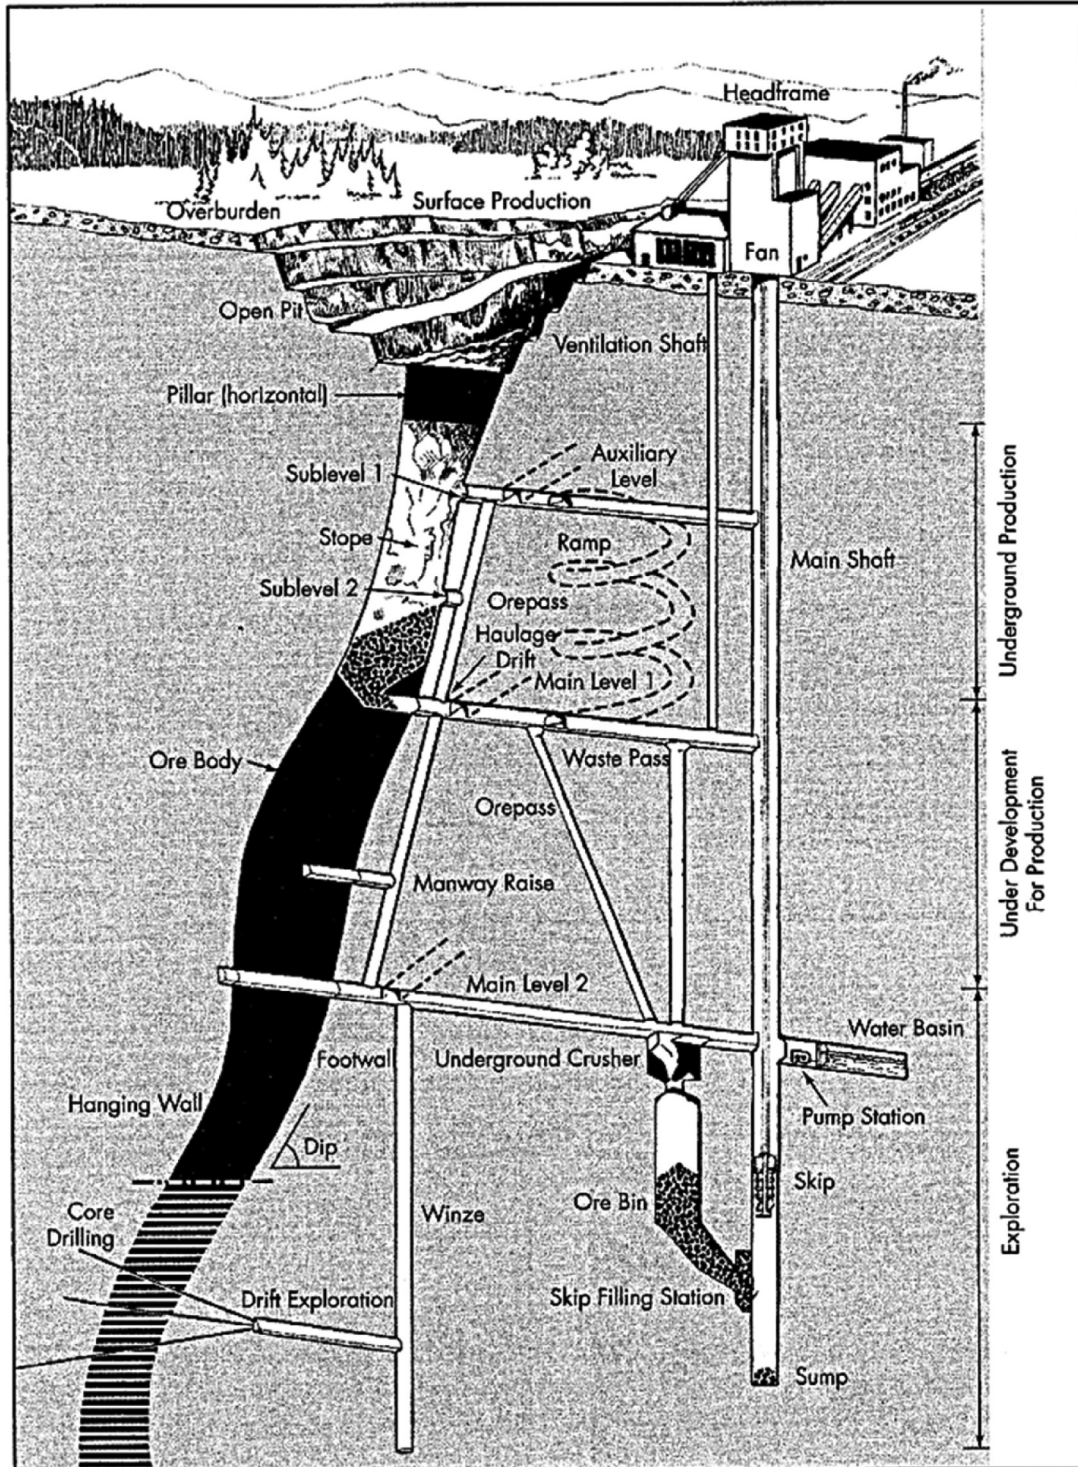 Headframe
Surface Production
Overburden
Fan
Open Pit
Ventilation Shaft
Pillar (horizontal)
Auxiliary
Level
Sublevel 1
Stope
Ramp
Main Shaft
Sublevel 2
Orepass
Haulage
Drift
Main Level 1
Underground Production
Ore Body
Waste Pass
Orepass
Manway Raise
Under Development
For Production
Main Level 2
Water Basin
Footwall
Underground Crusher
Hanging Wall
Pump Station
Dip
Skip
Ore Bin
Winze
Core
Drilling
Exploration
Drift Exploration
Skip Filling Station
Sump